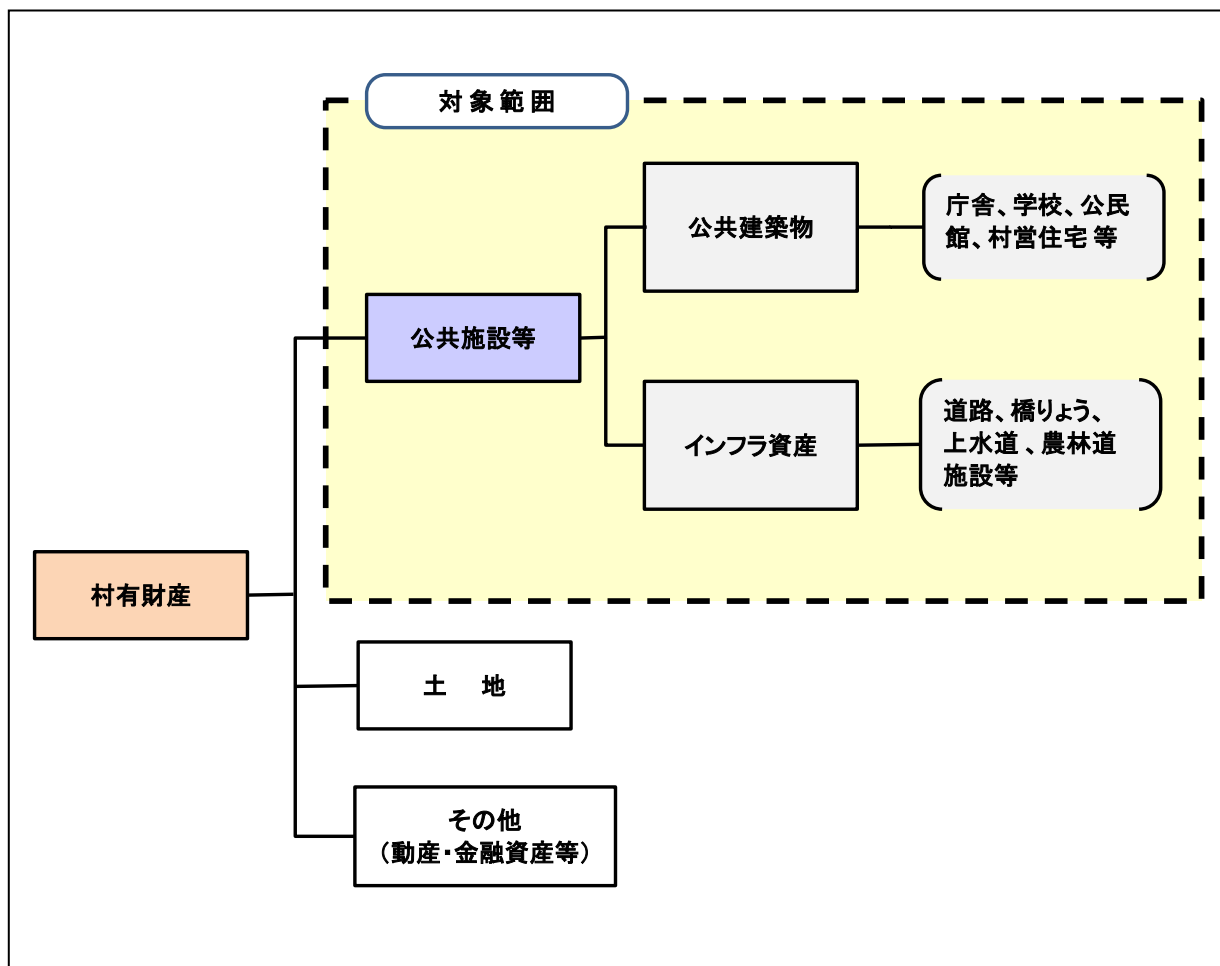 対象範囲
公共建築物
庁舎、学校、公民
館、村営住宅 等
公共施設等
インフラ資産
道路、橋りょう、
上水道 、農林道
施設等
村有財産
土　地
その他
（動産・金融資産等）